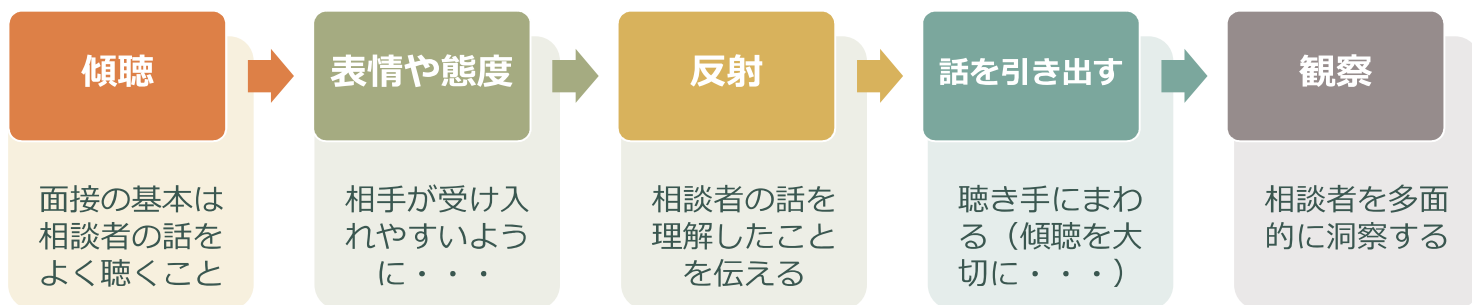 傾聴
面接の基本は
相談者の話を
よく聴くこと
表情や態度
相手が受け入
れやすいよう
に・・・
反射
相談者の話を
理解したこと
を伝える
話を引き出す
聴き手にまわ
る（傾聴を大
切に・・・）
観察
相談者を多面
的に洞察する